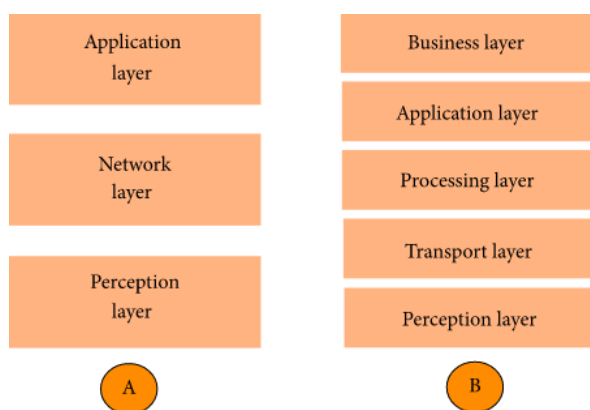 Application
layer
Network
layer
Perception
layer
A
Business layer
Application layer
Processing layer
Transport layer
Perception layer
B